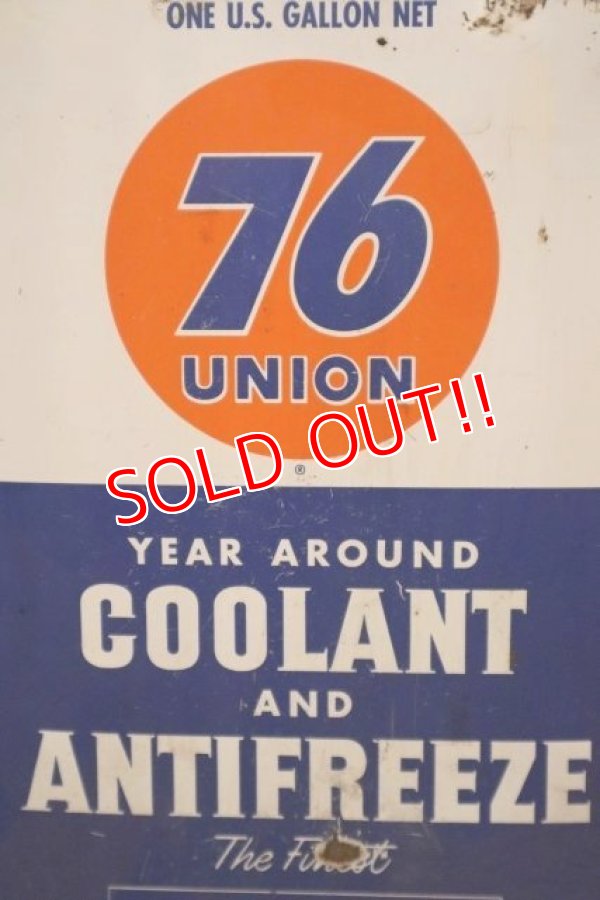 ONE U.S. GALLON NET
76
UNION
®
SOLD OUT!!
YEAR AROUND
COOLANT
AND
ANTIFREEZE
The Finest